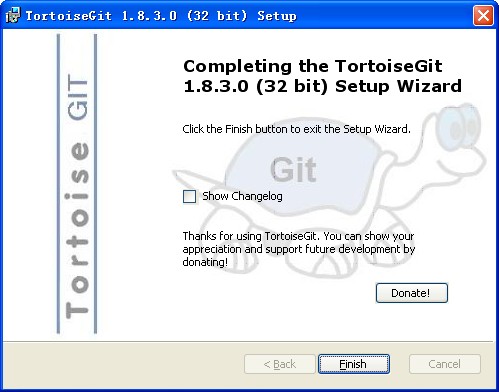 TortoiseGit 1.8.3.0 (32 bit) Setup
Tortoise GIT
Completing the TortoiseGit
1.8.3.0 (32 bit) Setup Wizard
Click the Finish button to exit the Setup Wizard.
Git
Show Changelog
Thanks for using TortoiseGit. You can show your
appreciation and support future development by
donating!
Donate!
< Back Finish Cancel